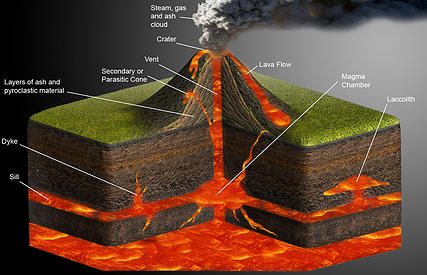 Steam, gas
and ash
cloud
Crater
Vent
Lava Flow
Secondary or
Parasitic Cone
Magma
Chamber
Layers of ash and
pyroclastic material
Laccolith
Dyke
Sill